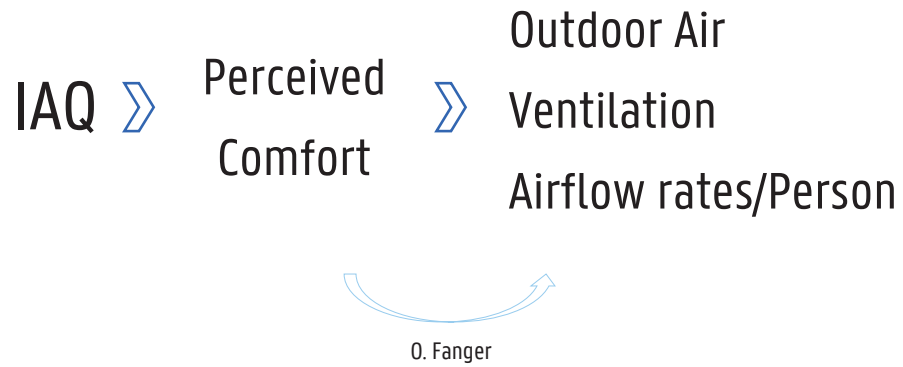 IAQ
Perceived
Comfort
Outdoor Air
Ventilation
Airflow rates/Person
O. Fanger